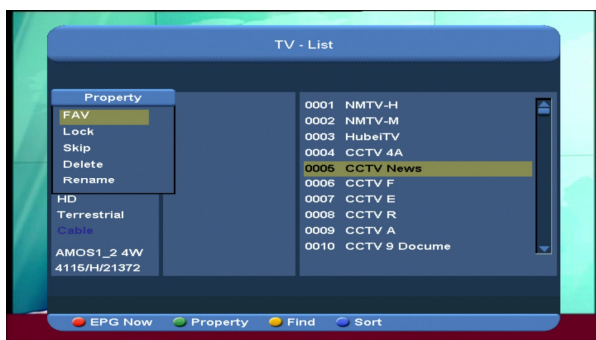 TV - List
Property
FAV
Lock
Skip
Delete
Rename
HD
Terrestrial
Cable
AMOS1_2 4W
4115/H/21372
0001 NMTV-H
0002 NMTV-M
0003 HubeiTV
0004 CCTV 4A
0005 CCTV News
0006 CCTV F
0007 CCTV E
0008 CCTV R
0009 CCTV A
0010 CCTV 9 Docume
EPG Now Property Find Sort